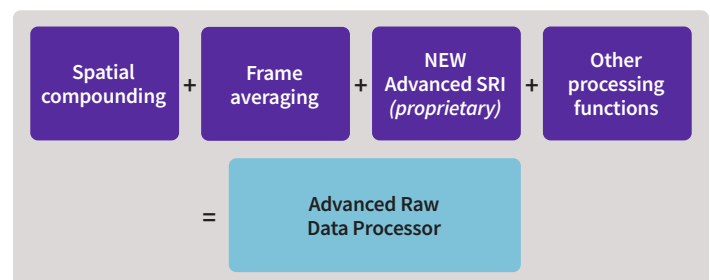 Spatial
compounding
+
Frame
averaging
+
NEW
Advanced SRI
(proprietary)
+
Other
processing
functions
=
Advanced Raw
Data Processor